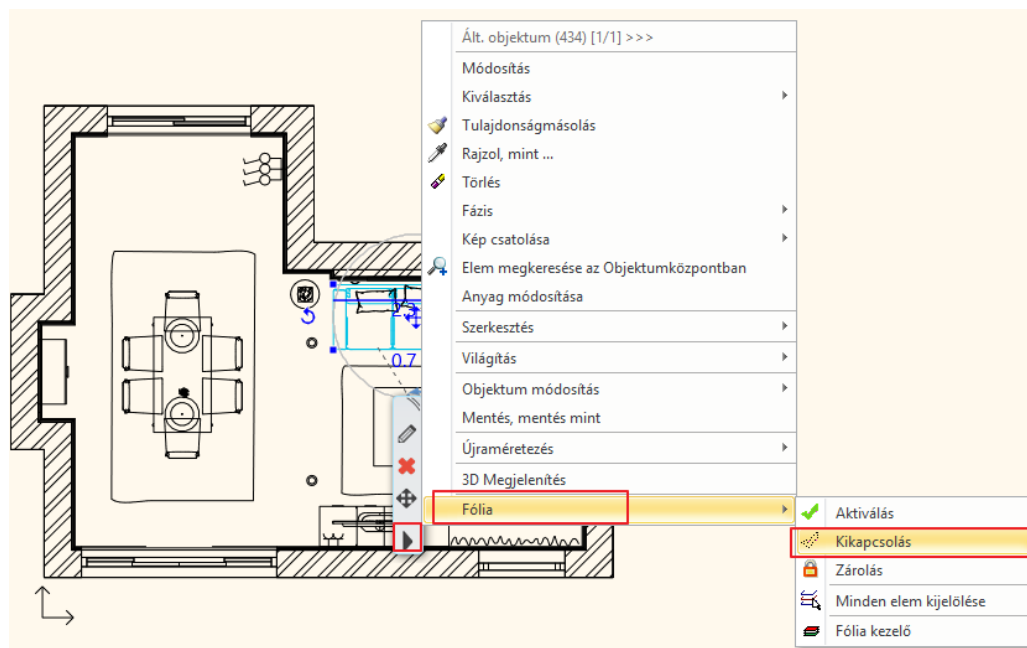 Ált. objektum (434) [1/1] >>>
Módosítás
Kiválasztás
Tulajdonságmásolás
Rajzol, mint ...
Törlés
Fázis
Kép csatolása
Elem megkeresése az Objektumközpontban
Anyag módosítása
Szerkesztés
Világítás
Objektum módosítás
Mentés, mentés mint
Újraméretezés
3D Megjelenítés
Fólia
Aktiválás
Kikapcsolás
Zárolás
Minden elem kijelölése
Fólia kezelő
0.7